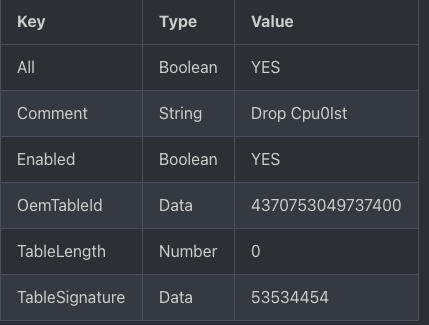 Key Type Value
All Boolean YES
Comment String Drop Cpu0Ist
Enabled Boolean YES
OemTableId Data 4370753049737400
TableLength Number 0
TableSignature Data 53534454